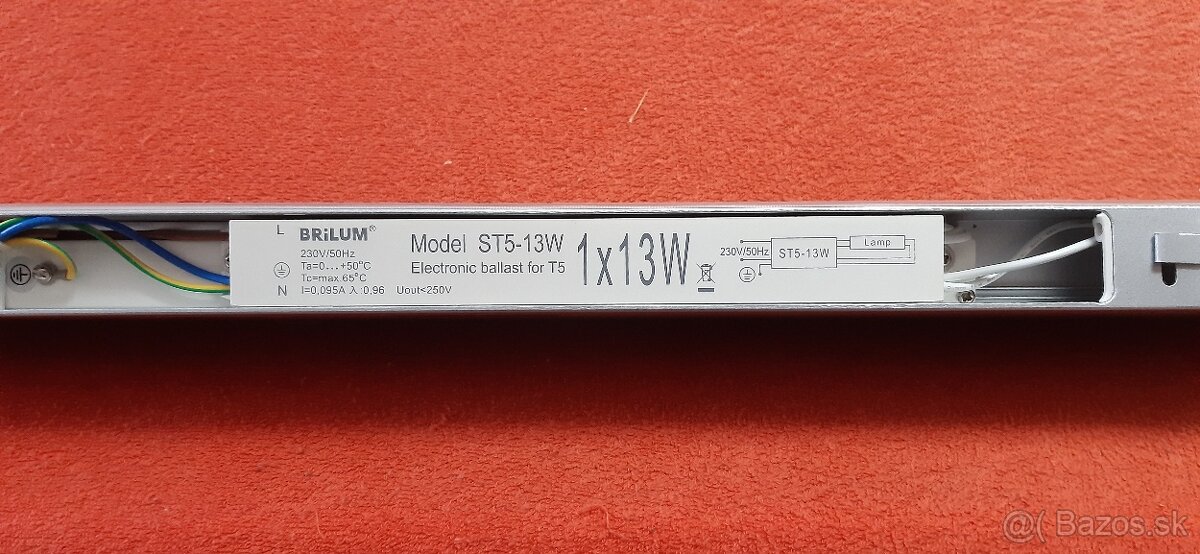 L
BRiLUM®
230V/50Hz
Ta=0...+50°C
Tc=max.65°C
N I=0,095A λ:0.96 Uout<250V
Model ST5-13W
Electronic ballast for T5
1x13W
230V/50Hz
ST5-13W
Lamp
@( Bazos.sk